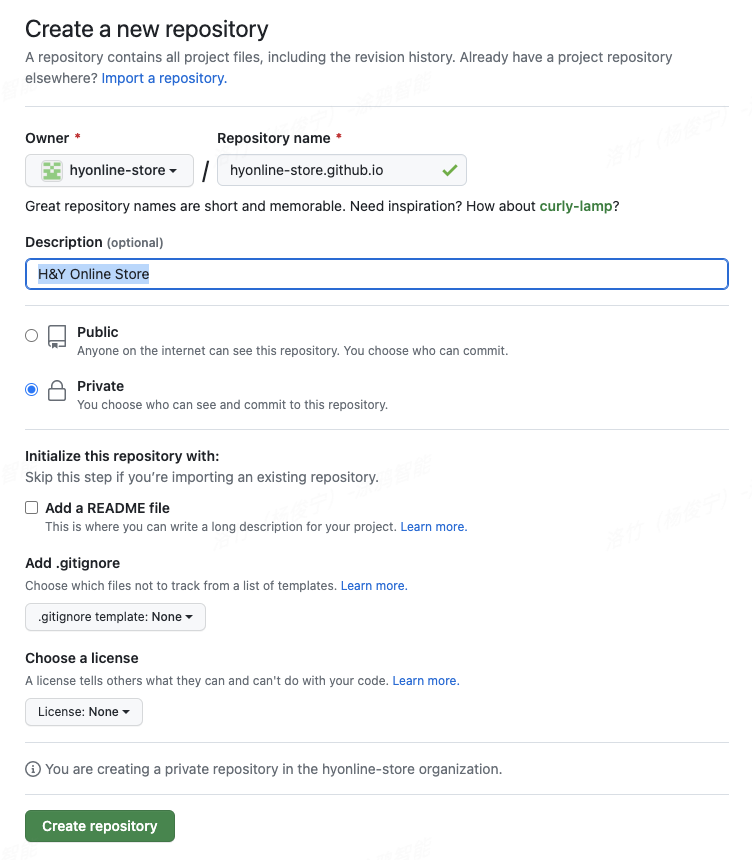 Create a new repository
A repository contains all project files, including the revision history. Already have a project repository
elsewhere? Import a repository.
Owner *
Repository name *
hyonline-store
/
hyonline-store.github.io
Great repository names are short and memorable. Need inspiration? How about curly-lamp?
Description (optional)
H&Y Online Store
Public
Anyone on the internet can see this repository. You choose who can commit.
Private
You choose who can see and commit to this repository.
Initialize this repository with:
Skip this step if you’re importing an existing repository.
Add a README file
This is where you can write a long description for your project. Learn more.
Add .gitignore
Choose which files not to track from a list of templates. Learn more.
.gitignore template: None
Choose a license
A license tells others what they can and can't do with your code. Learn more.
License: None
You are creating a private repository in the hyonline-store organization.
Create repository